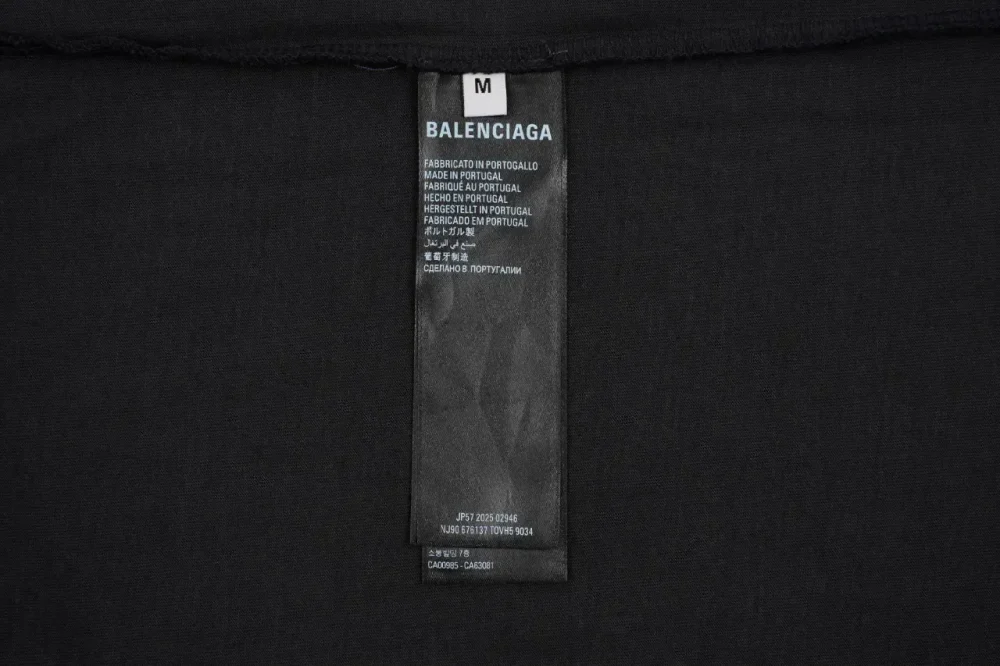 M
BALENCIAGA
FABBRICATO IN PORTOGALLO
MADE IN PORTUGAL
FABRIQUÉ AU PORTUGAL
HECHO EN PORTUGAL
HERGESTELLT IN PORTUGAL
FABRICADO EM PORTUGAL
ポルトガル製
صنع في البرتغال
葡萄牙制造
СДЕЛАНО В ПОРТУГАЛИИ
JP57 2025 02946
NJ90 676137 TOVH5 9034
7층
CA00985 - CA63081